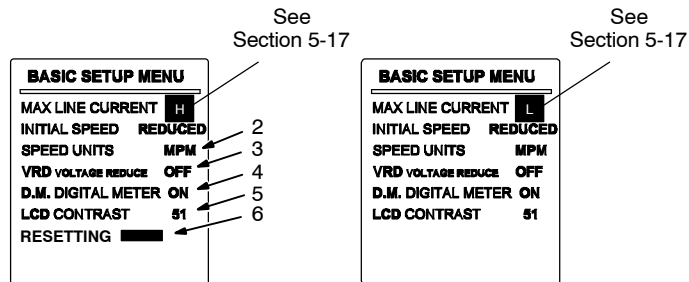 See
Section 5-17
BASIC SETUP MENU
MAX LINE CURRENT H
INITIAL SPEED REDUCED
SPEED UNITS MPM 2
VRD VOLTAGE REDUCE OFF 3
D.M. DIGITAL METER ON 4
LCD CONTRAST 51 5
RESETTING 6
See
Section 5-17
BASIC SETUP MENU
MAX LINE CURRENT L
INITIAL SPEED REDUCED
SPEED UNITS MPM
VRD VOLTAGE REDUCE OFF
D.M. DIGITAL METER ON
LCD CONTRAST 51